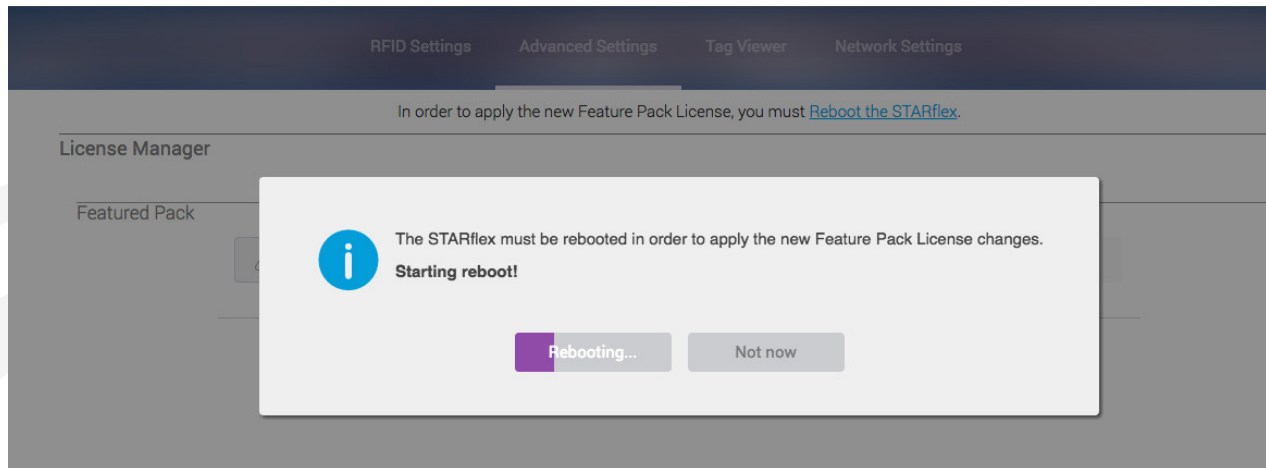 RFID Settings Advanced Settings Tag Viewer Network Settings
In order to apply the new Feature Pack License, you must Reboot the STARflex.
License Manager
Featured Pack
The STARflex must be rebooted in order to apply the new Feature Pack License changes.
Starting reboot!
Rebooting... Not now